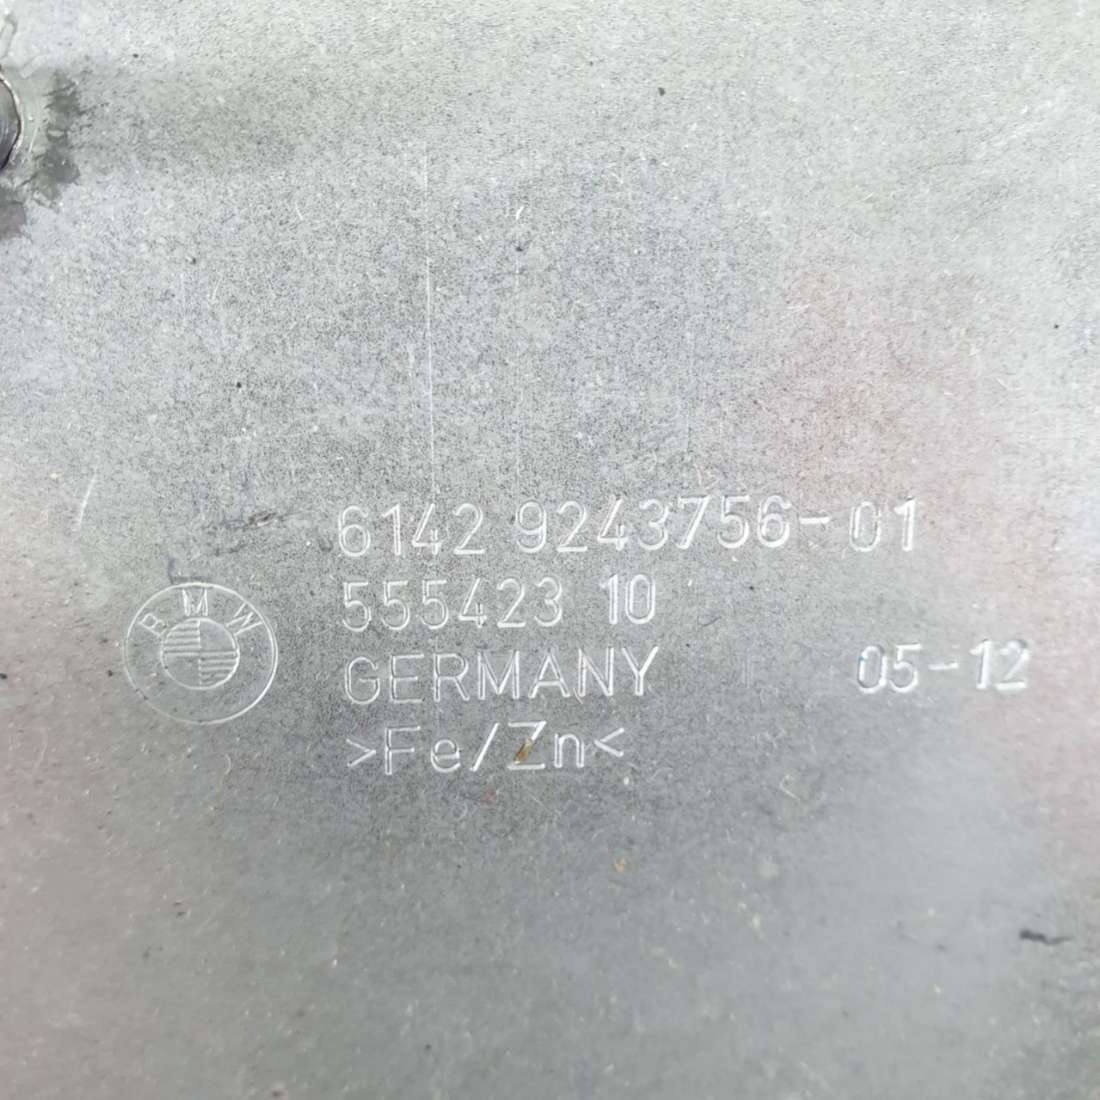 6142 9243756-01
555423 10
BMW
GERMANY 05-12
>Fe/Zn<